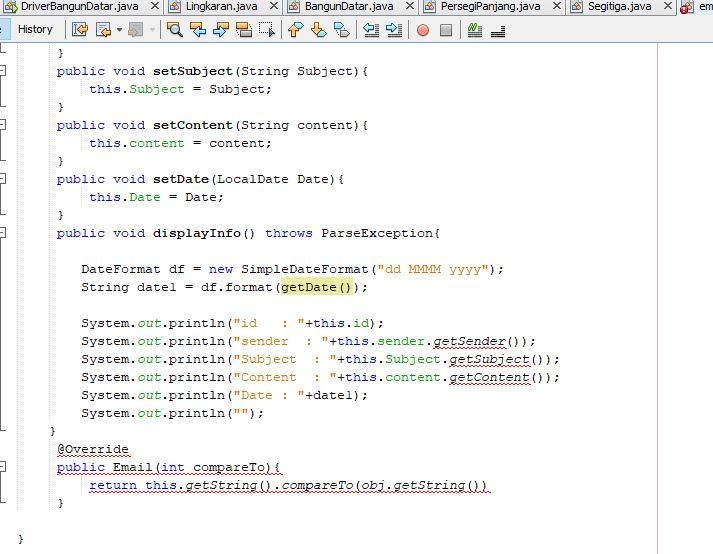 DriverBangunDatar.java Lingkaran.java BangunDatar.java PersegiPanjang.java Segitiga.java em
History
}
public void setSubject(String Subject){
this.Subject = Subject;
}
public void setContent(String content){
this.content = content;
}
public void setDate(LocalDate Date){
this.Date = Date;
}
public void displayInfo() throws ParseException{
DateFormat df = new SimpleDateFormat("dd MMMM yyyy");
String date1 = df.format(getDate());
System.out.println("id   : "+this.id);
System.out.println("sender  : "+this.sender.getSender());
System.out.println("Subject  : "+this.Subject.getSubject());
System.out.println("Content  : "+this.content.getContent());
System.out.println("Date : "+date1);
System.out.println("");
}
@Override
public Email(int compareTo){
return this.getString().compareTo(obj.getString())
}
}